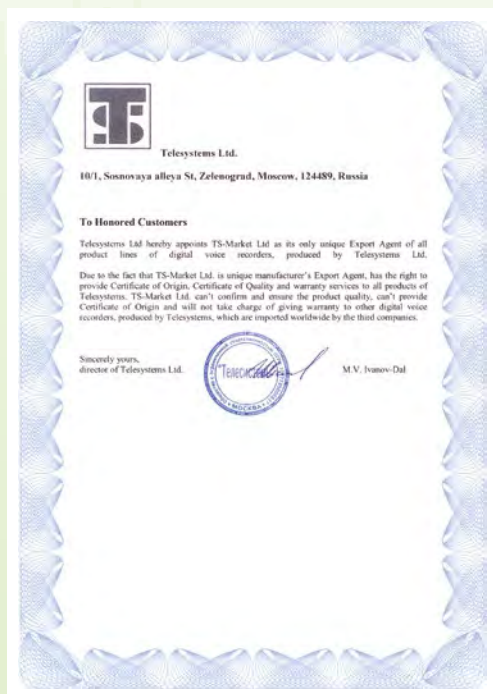 TS
Telesystems Ltd.
10/1, Sosnovaya alleya St, Zelenograd, Moscow, 124489, Russia
To Honored Customers
Telesystems Ltd hereby appoints TS-Market Ltd as its only unique Export Agent of all
product lines of digital voice recorders, produced by Telesystems Ltd.
Due to the fact that TS-Market Ltd. is unique manufacturer's Export Agent, has the right to
provide Certificate of Origin, Certificate of Quality and warranty services to all products of
Telesystems. TS-Market Ltd. can't confirm and ensure the product quality, can't provide
Certificate of Origin and will not take charge of giving warranty to other digital voice
recorders, produced by Telesystems, which are imported worldwide by the third companies.
Sincerely yours,
director of Telesystems Ltd.
M.V. Ivanov-Dal
МОСКВА